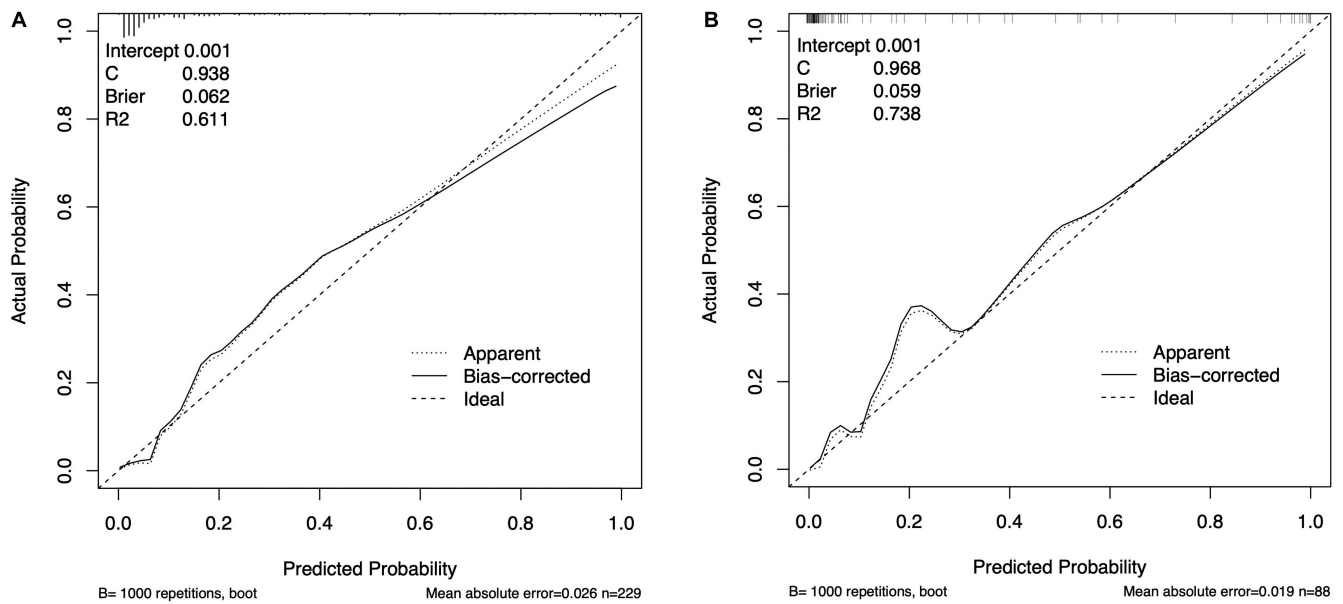 A
Intercept 0.001
C 0.938
Brier 0.062
R2 0.611
Actual Probability
1.0
0.8
0.6
0.4
0.2
0.0
Apparent
Bias−corrected
Ideal
0.0 0.2 0.4 0.6 0.8 1.0
Predicted Probability
B= 1000 repetitions, boot
Mean absolute error=0.026 n=229
B
Intercept 0.001
C 0.968
Brier 0.059
R2 0.738
Actual Probability
1.0
0.8
0.6
0.4
0.2
0.0
Apparent
Bias−corrected
Ideal
0.0 0.2 0.4 0.6 0.8 1.0
Predicted Probability
B= 1000 repetitions, boot
Mean absolute error=0.019 n=88